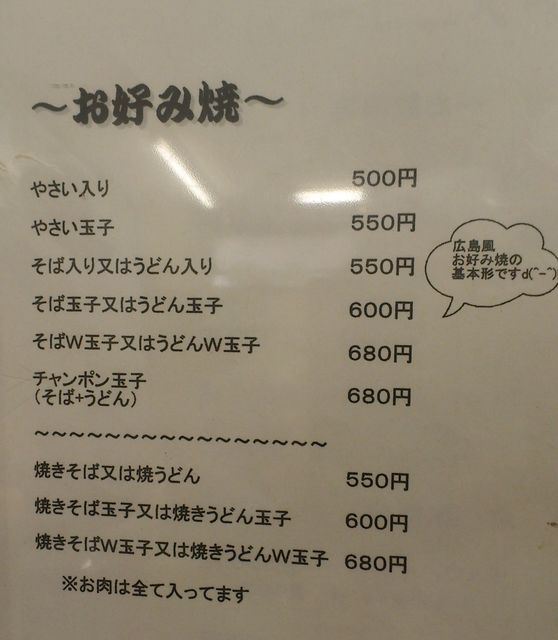 ～お好み焼～
やさい入り 500円
やさい玉子 550円
そば入り又はうどん入り 550円
広島風
お好み焼の
基本形ですd(^-^)
そば玉子又はうどん玉子 600円
そばW玉子又はうどんW玉子 680円
チャンポン玉子
(そば+うどん) 680円
～～～～～～～～～～～～～～～～
焼きそば又は焼うどん 550円
焼きそば玉子又は焼きうどん玉子 600円
焼きそばW玉子又は焼きうどんW玉子 680円
※お肉は全て入ってます